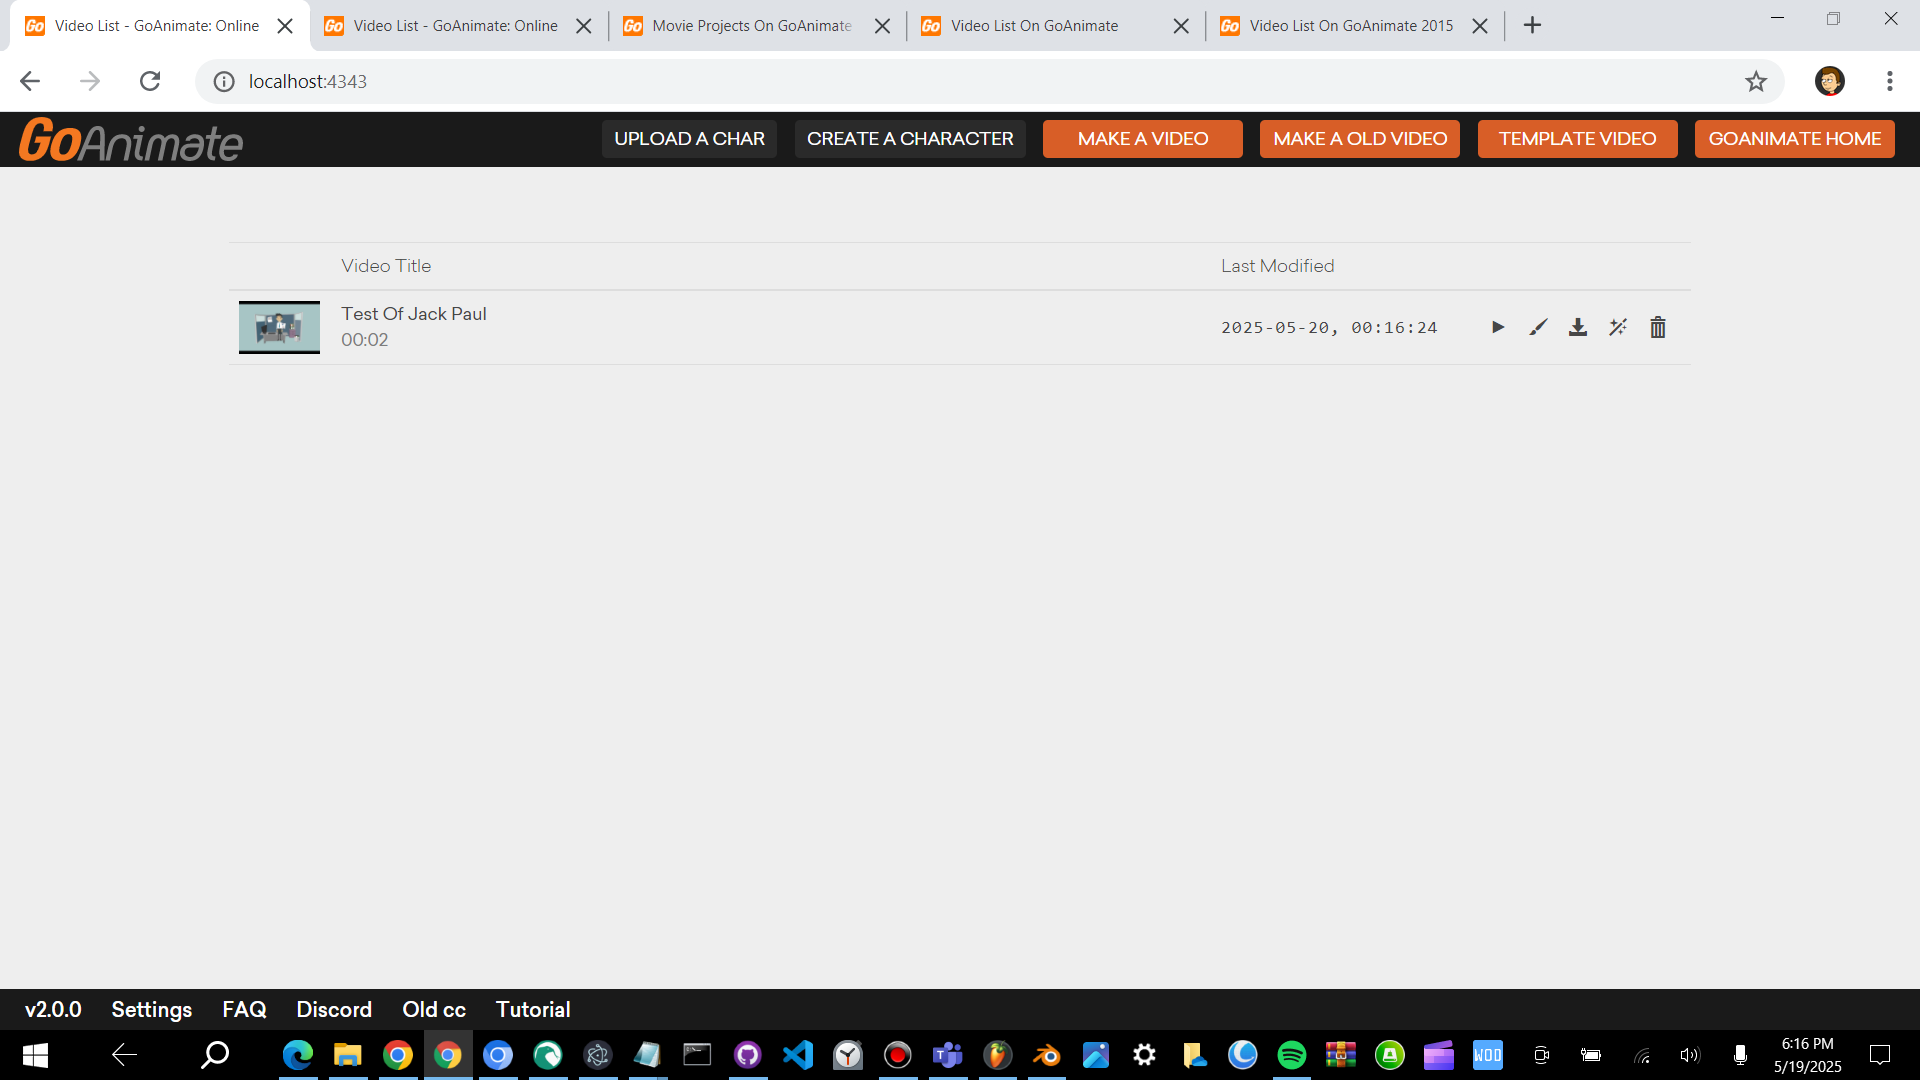 Video List - GoAnimate: Online
Video List - GoAnimate: Online
Movie Projects On GoAnimate
Video List On GoAnimate
Video List On GoAnimate 2015
localhost:4343
GoAnimate
UPLOAD A CHAR
CREATE A CHARACTER
MAKE A VIDEO
MAKE A OLD VIDEO
TEMPLATE VIDEO
GOANIMATE HOME
Video Title
Last Modified
Test Of Jack Paul
00:02
2025-05-20, 00:16:24
v2.0.0
Settings
FAQ
Discord
Old cc
Tutorial
6:16 PM
5/19/2025